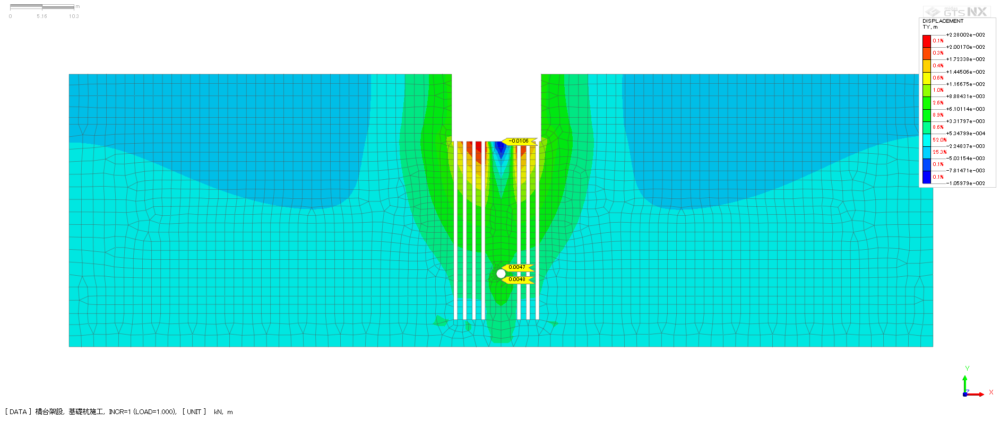 m
0 5.16 10.3
midas
GTS NX
DISPLACEMENT
TY, m
+2.28002e-002
0.1%
+2.00170e-002
0.3%
+1.72338e-002
0.4%
+1.44506e-002
0.6%
+1.16675e-002
1.0%
+8.88431e-003
2.6%
+6.10114e-003
8.9%
+3.31797e-003
8.6%
+5.34799e-004
52.0%
-2.24837e-003
25.3%
-5.03154e-003
0.1%
-7.81471e-003
0.1%
-1.05979e-002
-0.0106
0.0047
0.0048
Y
Z
X
[ DATA ] 橋台架設, 基礎杭施工, INCR=1 (LOAD=1.000), [ UNIT ] kN, m